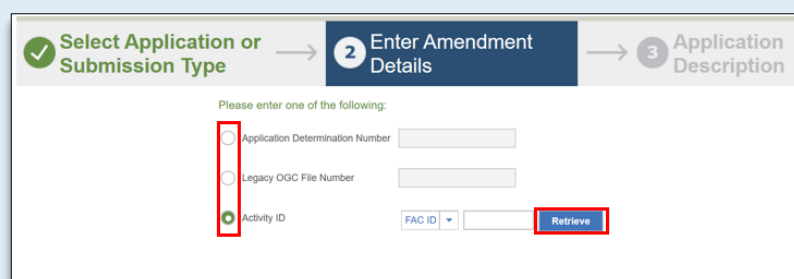 Select Application or
Submission Type
2
Enter Amendment
Details
3
Application
Description
Please enter one of the following:
Application Determination Number
Legacy OGC File Number
Activity ID FAC ID Retrieve